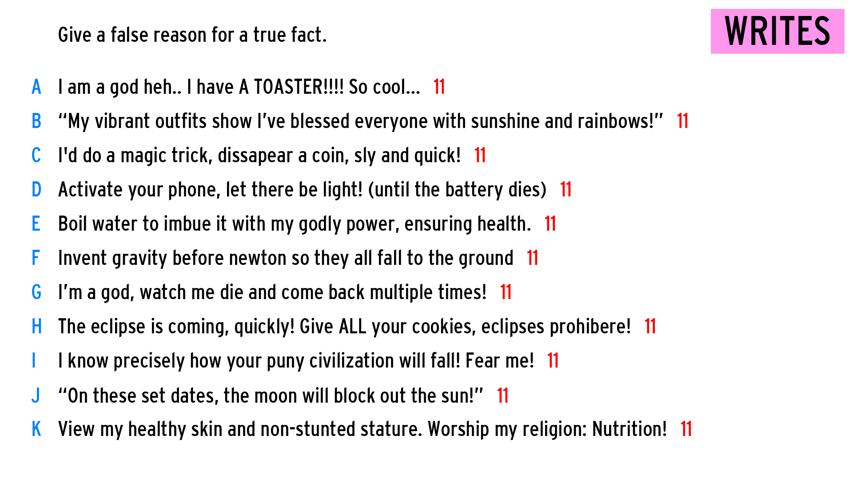 Give a false reason for a true fact.
WRITES
A I am a god heh.. I have A TOASTER!!!! So cool... 11
B “My vibrant outfits show I’ve blessed everyone with sunshine and rainbows!” 11
C I'd do a magic trick, dissapear a coin, sly and quick! 11
D Activate your phone, let there be light! (until the battery dies) 11
E Boil water to imbue it with my godly power, ensuring health. 11
F Invent gravity before newton so they all fall to the ground 11
G I’m a god, watch me die and come back multiple times! 11
H The eclipse is coming, quickly! Give ALL your cookies, eclipses prohibere! 11
I I know precisely how your puny civilization will fall! Fear me! 11
J “On these set dates, the moon will block out the sun!” 11
K View my healthy skin and non-stunted stature. Worship my religion: Nutrition! 11